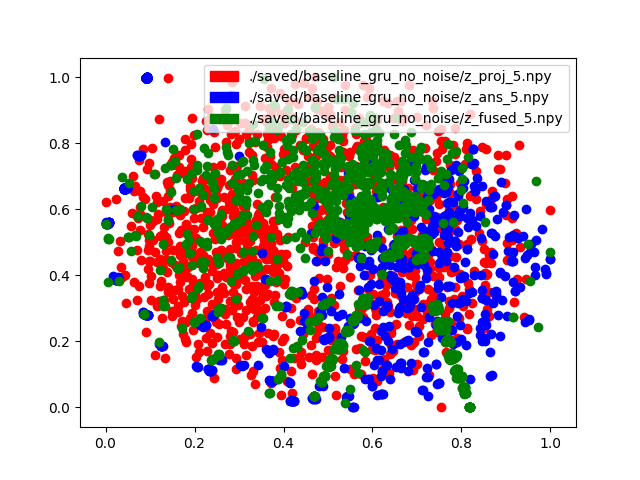 ./saved/baseline_gru_no_noise/z_proj_5.npy
./saved/baseline_gru_no_noise/z_ans_5.npy
./saved/baseline_gru_no_noise/z_fused_5.npy
1.0
0.8
0.6
0.4
0.2
0.0
0.0 0.2 0.4 0.6 0.8 1.0